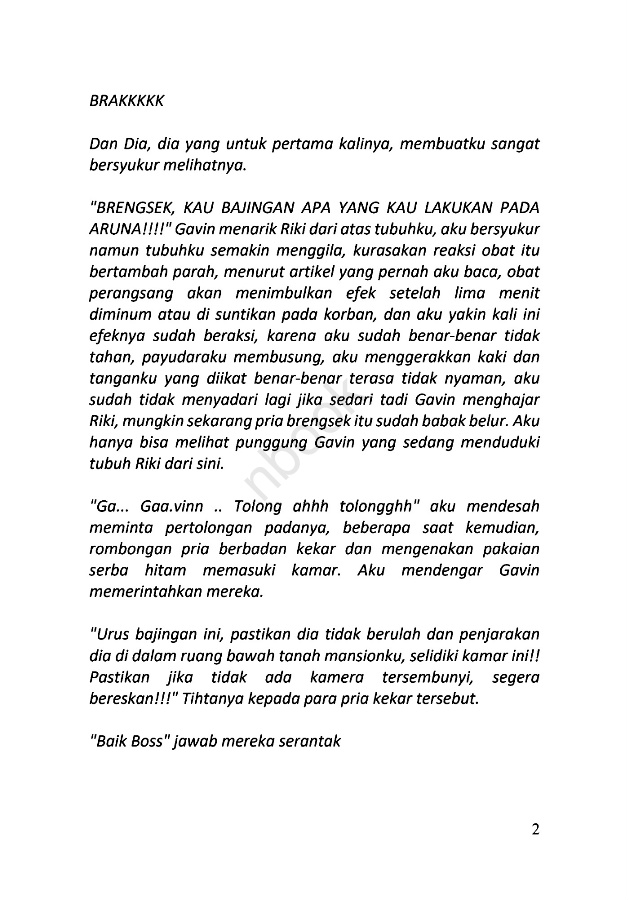 BRAKKKKK
Dan Dia, dia yang untuk pertama kalinya, membuatku sangat
bersyukur melihatnya.
"BRENGSEK, KAU BAJINGAN APA YANG KAU LAKUKAN PADA
ARUNA!!!!" Gavin menarik Riki dari atas tubuhku, aku bersyukur
namun tubuhku semakin menggila, kurasakan reaksi obat itu
bertambah parah, menurut artikel yang pernah aku baca, obat
perangsang akan menimbulkan efek setelah lima menit
diminum atau di suntikan pada korban, dan aku yakin kali ini
efeknya sudah beraksi, karena aku sudah benar-benar tidak
tahan, payudaraku membusung, aku menggerakkan kaki dan
tanganku yang diikat benar-benar terasa tidak nyaman, aku
sudah tidak menyadari lagi jika sedari tadi Gavin menghajar
Riki, mungkin sekarang pria brengsek itu sudah babak belur. Aku
hanya bisa melihat punggung Gavin yang sedang menduduki
tubuh Riki dari sini.
"Ga... Gaa.vinn .. Tolong ahhh tolongghh" aku mendesah
meminta pertolongan padanya, beberapa saat kemudian,
rombongan pria berbadan kekar dan mengenakan pakaian
serba hitam memasuki kamar. Aku mendengar Gavin
memerintahkan mereka.
"Urus bajingan ini, pastikan dia tidak berulah dan penjarakan
dia di dalam ruang bawah tanah mansionku, selidiki kamar ini!!
Pastikan jika tidak ada kamera tersembunyi, segera
bereskan!!!" Tihtanya kepada para pria kekar tersebut.
"Baik Boss" jawab mereka serantak
nbook
2